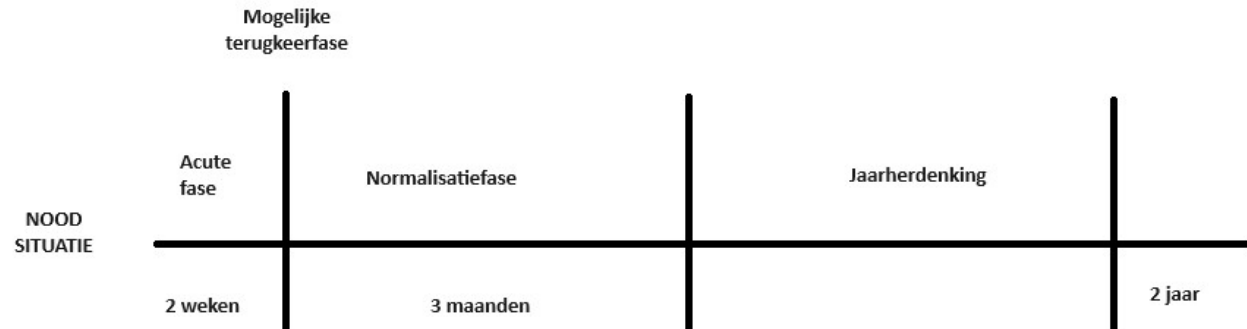 Mogelijke
terugkeerfase
Acute
fase
Normalisatiefase
Jaarherdenking
NOOD
SITUATIE
2 weken
3 maanden
2 jaar